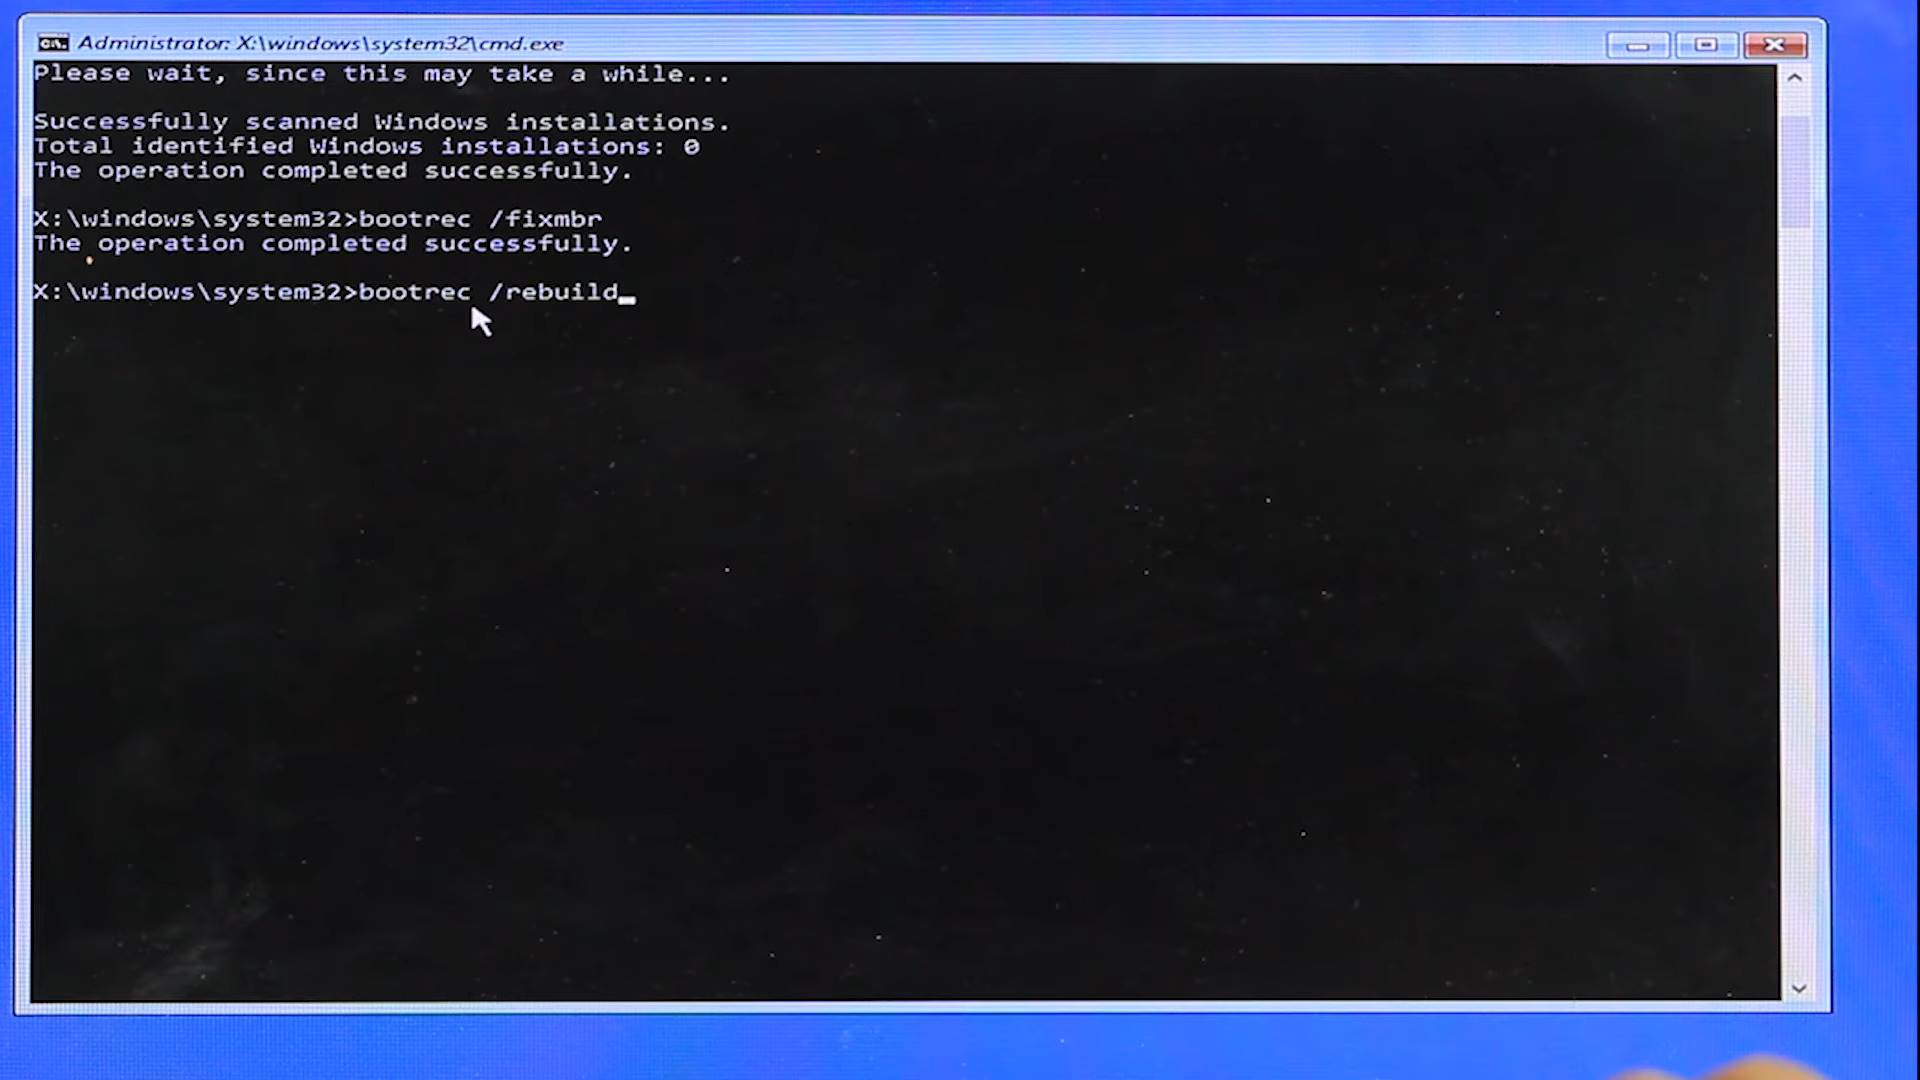 Administrator: X:\windows\system32\cmd.exe
Please wait, since this may take a while...
Successfully scanned Windows installations.
Total identified Windows installations: 0
The operation completed successfully.
X:\windows\system32>bootrec /fixmbr
The operation completed successfully.
X:\windows\system32>bootrec /rebuild_